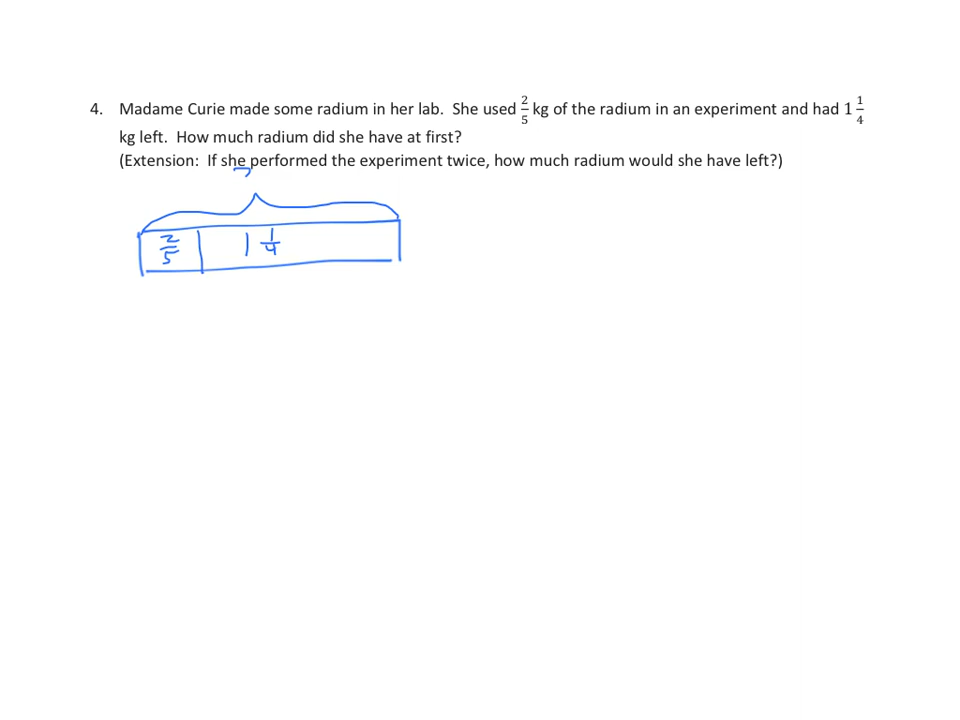 4. Madame Curie made some radium in her lab. She used 2/5 kg of the radium in an experiment and had 1 1/4
kg left. How much radium did she have at first?
(Extension: If she performed the experiment twice, how much radium would she have left?)
2/5 1 1/4